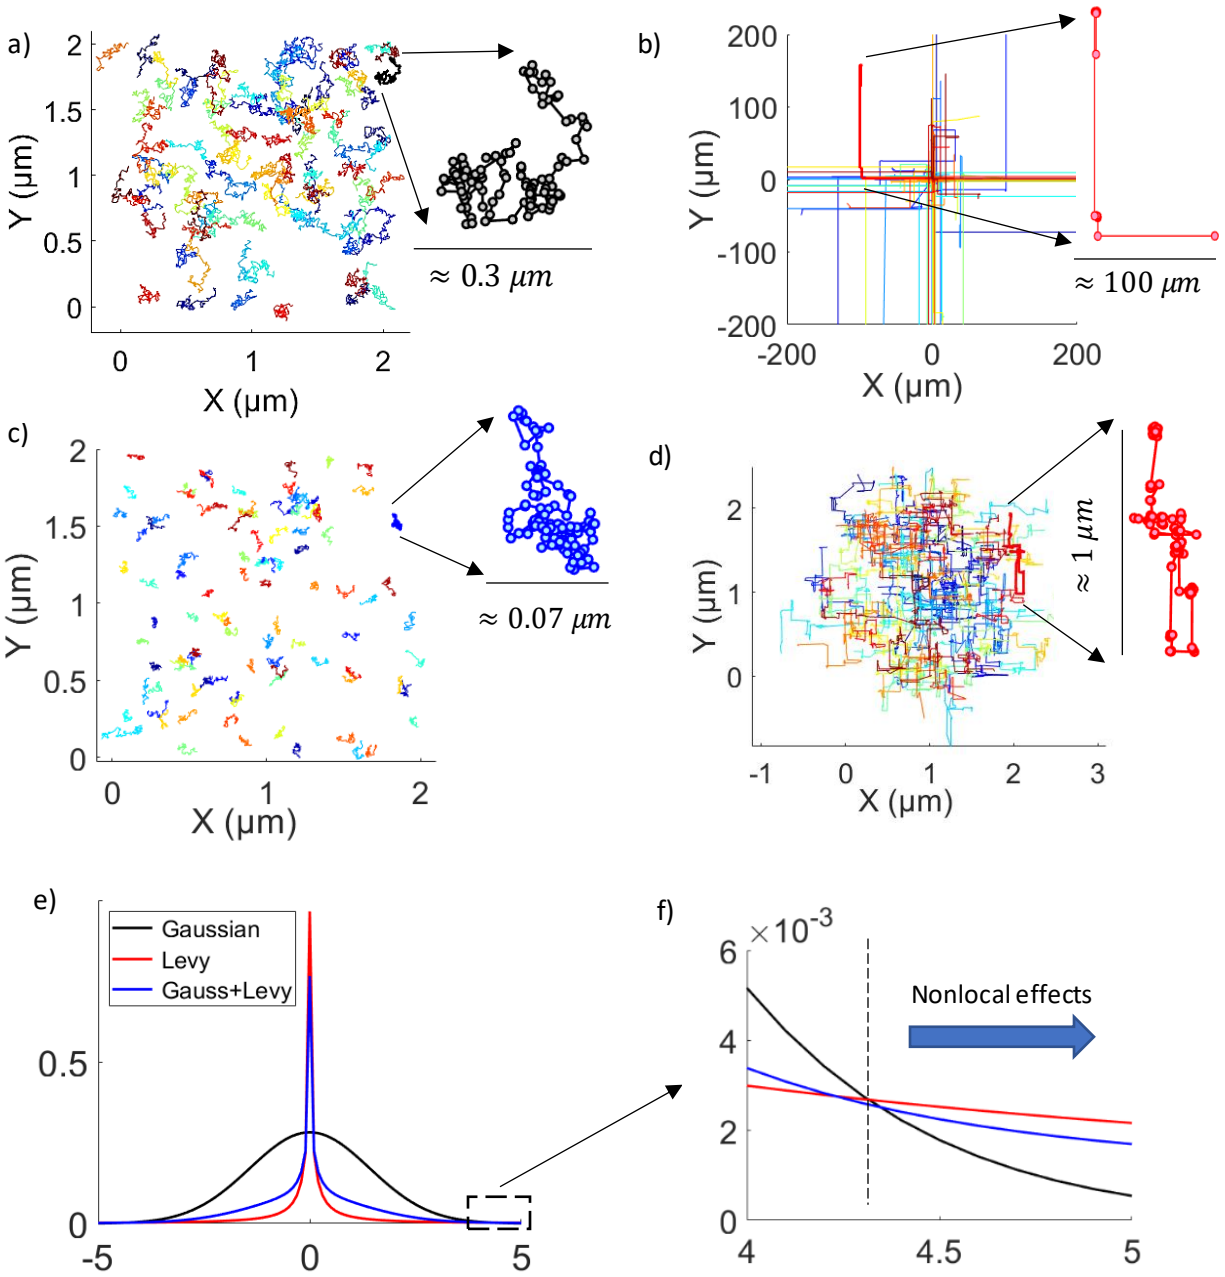 a)
2
1.5
1
0.5
0
Y (µm)
0 1 2
X (µm)
≈ 0.3 µm
b)
200
100
0
-100
-200
Y (µm)
-200 0 200
X (µm)
≈ 100 µm
c)
2
1.5
1
0.5
0
Y (µm)
0 1 2
X (µm)
≈ 0.07 µm
d)
2
1
0
Y (µm)
-1 0 1 2 3
X (µm)
≈ 1 µm
e)
Gaussian
Levy
Gauss+Levy
0.5
0
-5 0 5
f)
×10-3
6
4
2
0
Nonlocal effects
4 4.5 5